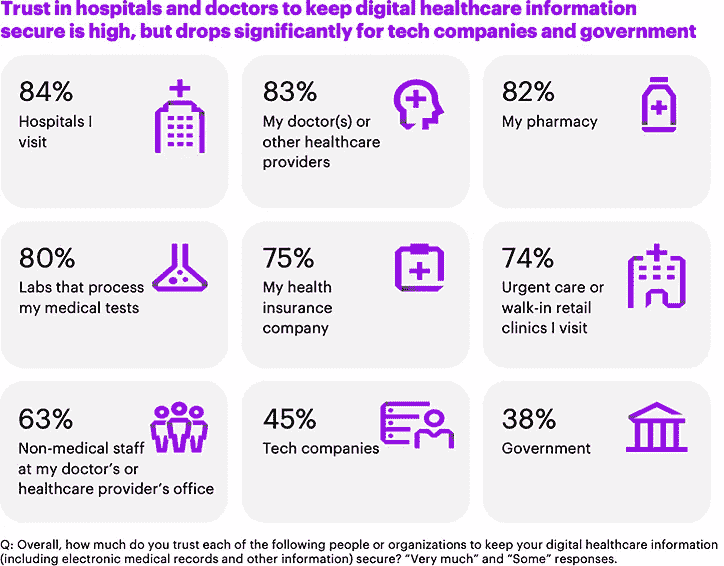 Trust in hospitals and doctors to keep digital healthcare information
secure is high, but drops significantly for tech companies and government
84%
Hospitals I
visit
83%
My doctor(s) or
other healthcare
providers
82%
My pharmacy
80%
Labs that process
my medical tests
75%
My health
insurance
company
74%
Urgent care or
walk-in retail
clinics I visit
63%
Non-medical staff
at my doctor's or
healthcare provider's office
45%
Tech companies
38%
Government
Q: Overall, how much do you trust each of the following people or organizations to keep your digital healthcare information
(including electronic medical records and other information) secure? "Very much" and "Some" responses.